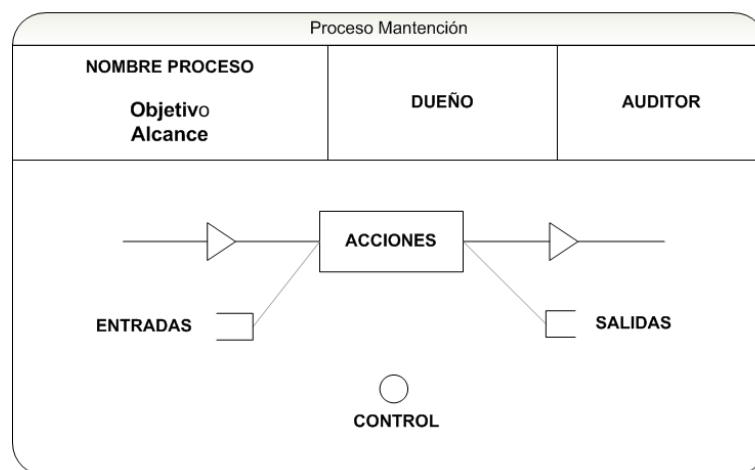 Proceso Mantención
NOMBRE PROCESO
Objetivo
Alcance
DUEÑO
AUDITOR
ACCIONES
ENTRADAS
SALIDAS
CONTROL